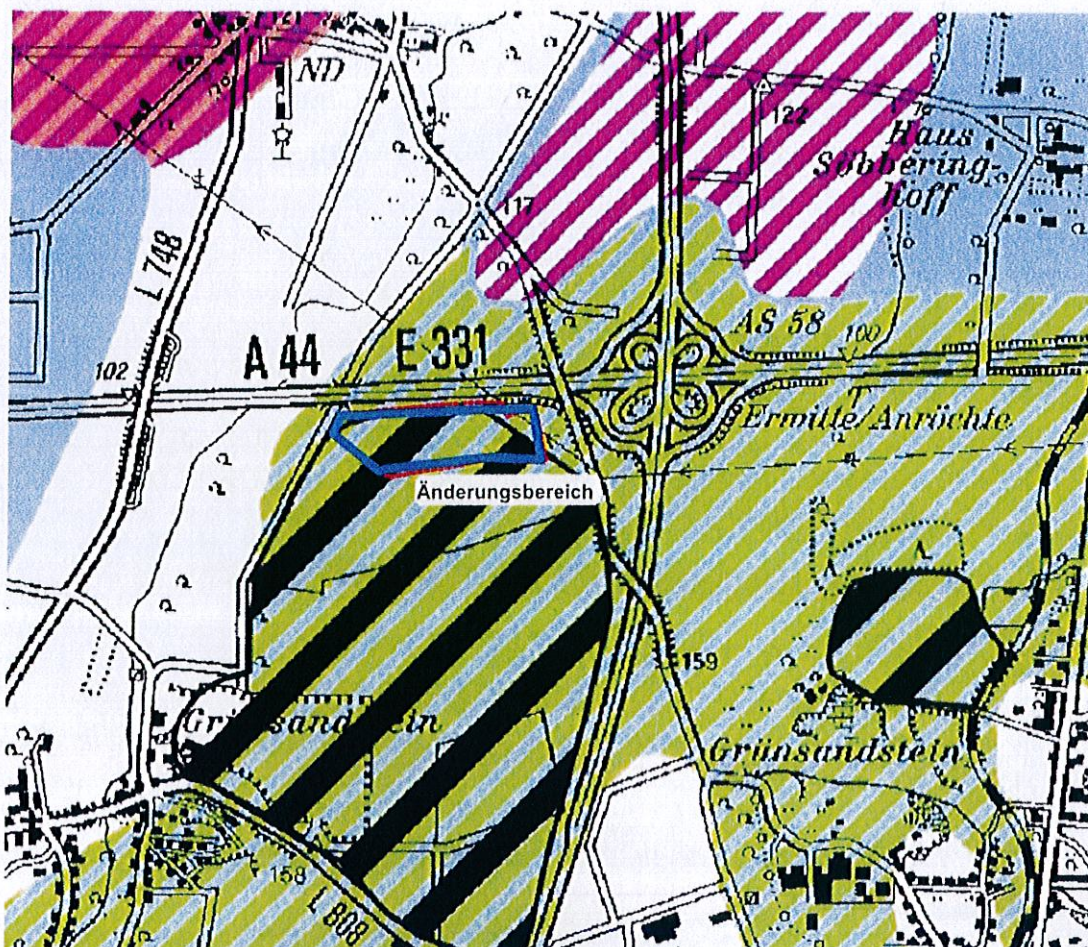 ND
122
Haus
Söbbering-
hoff
117
L 748
AS 58
100
A 44
E 331
102
Ermitte/Anröchte
Änderungsbereich
159
Grünsandstein
Grünsandstein
158
L 808